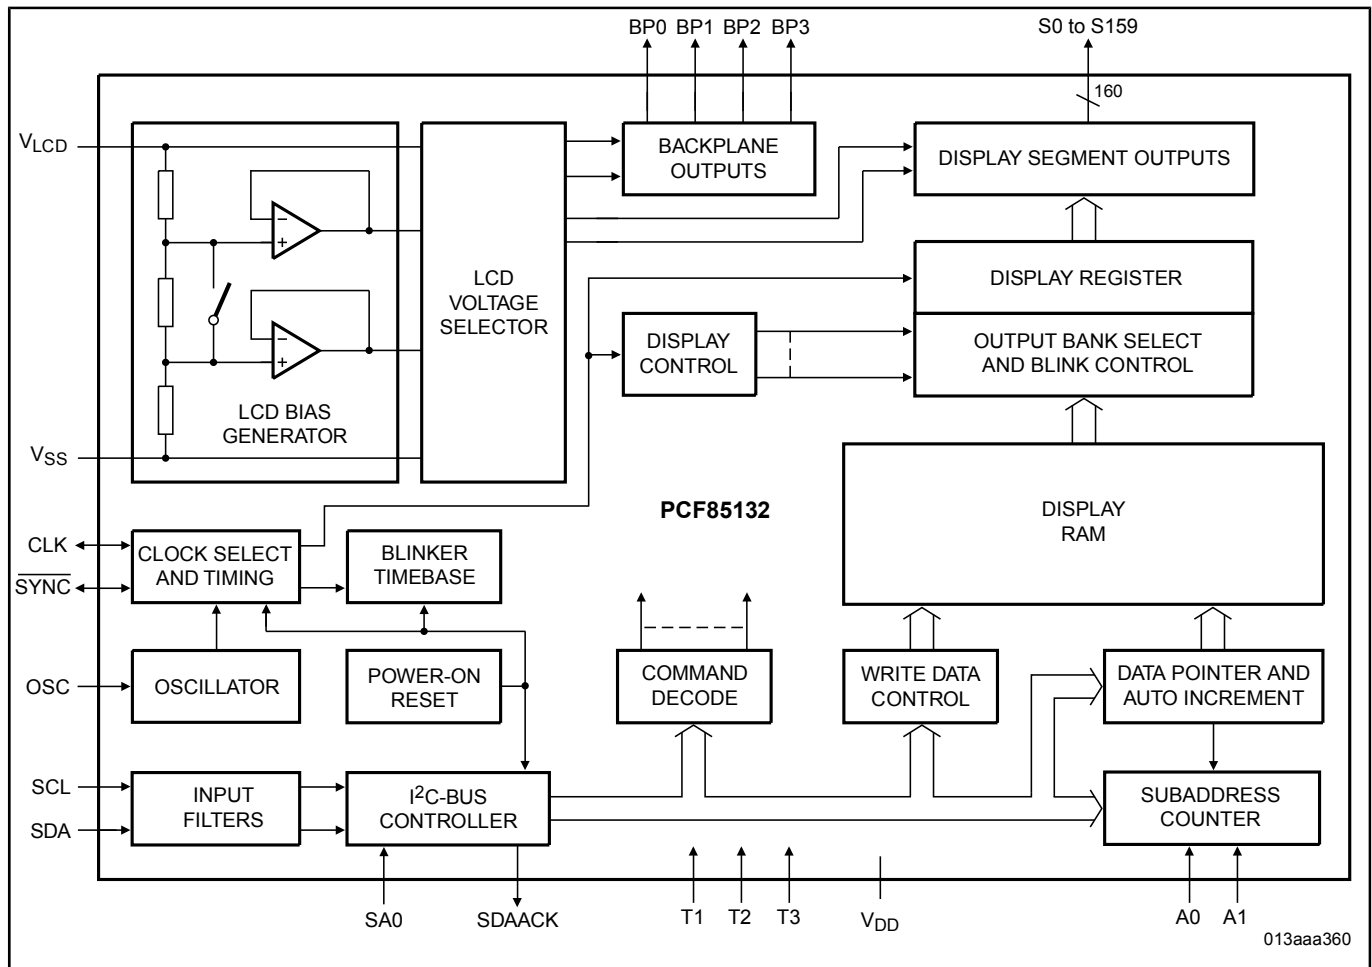 BP0 BP1 BP2 BP3 S0 to S159
160
VLCD
BACKPLANE
OUTPUTS
DISPLAY SEGMENT OUTPUTS
−
+
LCD
VOLTAGE
SELECTOR
DISPLAY REGISTER
−
+
DISPLAY
CONTROL
OUTPUT BANK SELECT
AND BLINK CONTROL
LCD BIAS
GENERATOR
VSS
PCF85132
DISPLAY
RAM
CLK
SYNC
CLOCK SELECT
AND TIMING
BLINKER
TIMEBASE
OSC
OSCILLATOR
POWER-ON
RESET
COMMAND
DECODE
WRITE DATA
CONTROL
DATA POINTER AND
AUTO INCREMENT
SCL
SDA
INPUT
FILTERS
I2C-BUS
CONTROLLER
SUBADDRESS
COUNTER
SA0 SDAACK T1 T2 T3 VDD A0 A1
013aaa360